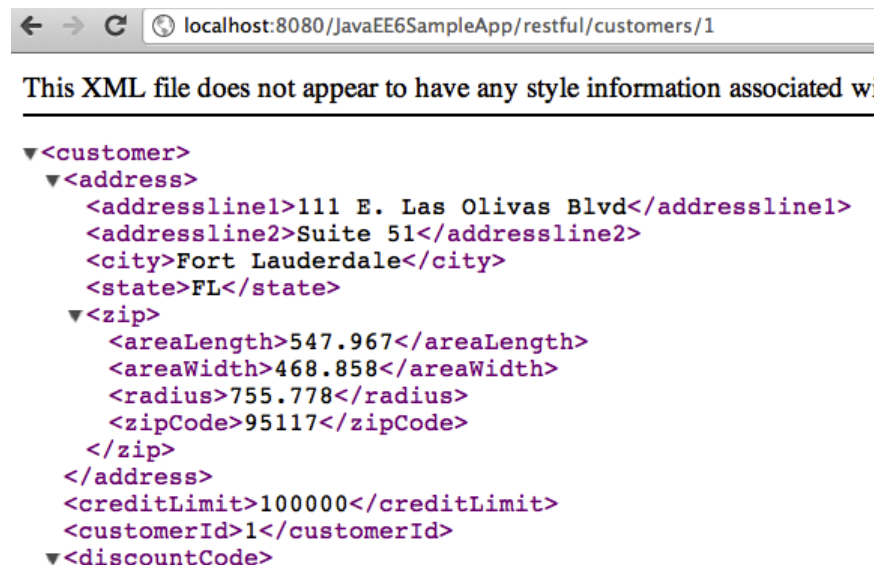 localhost:8080/JavaEE6SampleApp/restful/customers/1
This XML file does not appear to have any style information associated wi
▼<customer>
▼<address>
<addressline1>111 E. Las Olivas Blvd</addressline1>
<addressline2>Suite 51</addressline2>
<city>Fort Lauderdale</city>
<state>FL</state>
▼<zip>
<areaLength>547.967</areaLength>
<areaWidth>468.858</areaWidth>
<radius>755.778</radius>
<zipCode>95117</zipCode>
</zip>
</address>
<creditLimit>100000</creditLimit>
<customerId>1</customerId>
▼<discountCode>